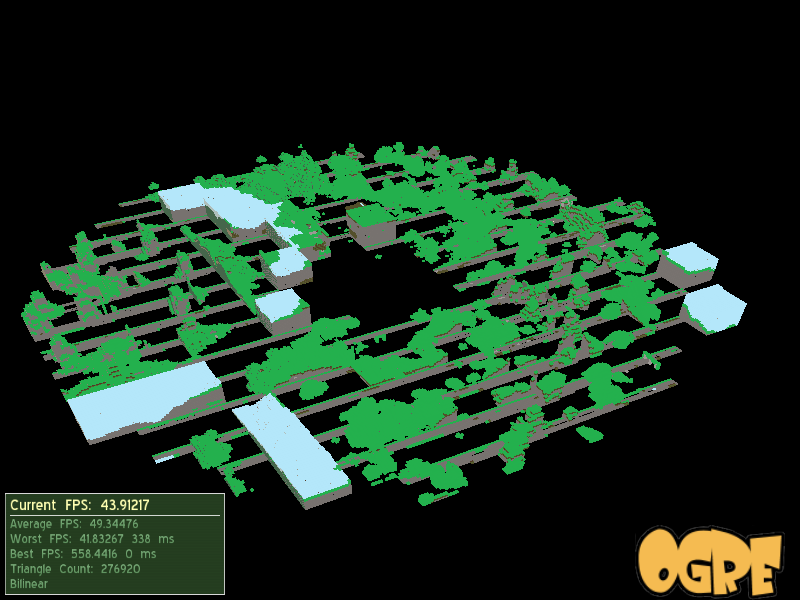 Current FPS: 43.91217
Average FPS: 49.34476
Worst FPS: 41.83267 338 ms
Best FPS: 558.4416 0 ms
Triangle Count: 276920
Bilinear
OGRE